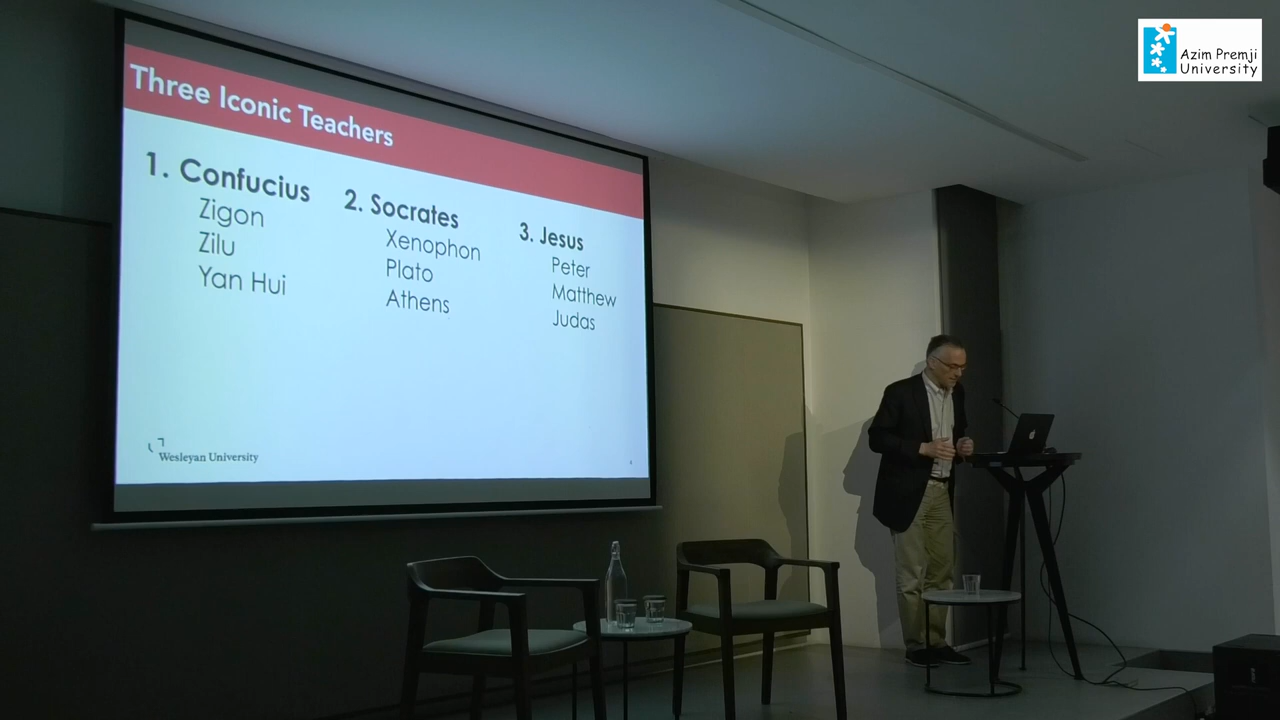 Three Iconic Teachers
1. Confucius
Zigon
Zilu
Yan Hui
2. Socrates
Xenophon
Plato
Athens
3. Jesus
Peter
Matthew
Judas
Wesleyan University
Azim Premji
University